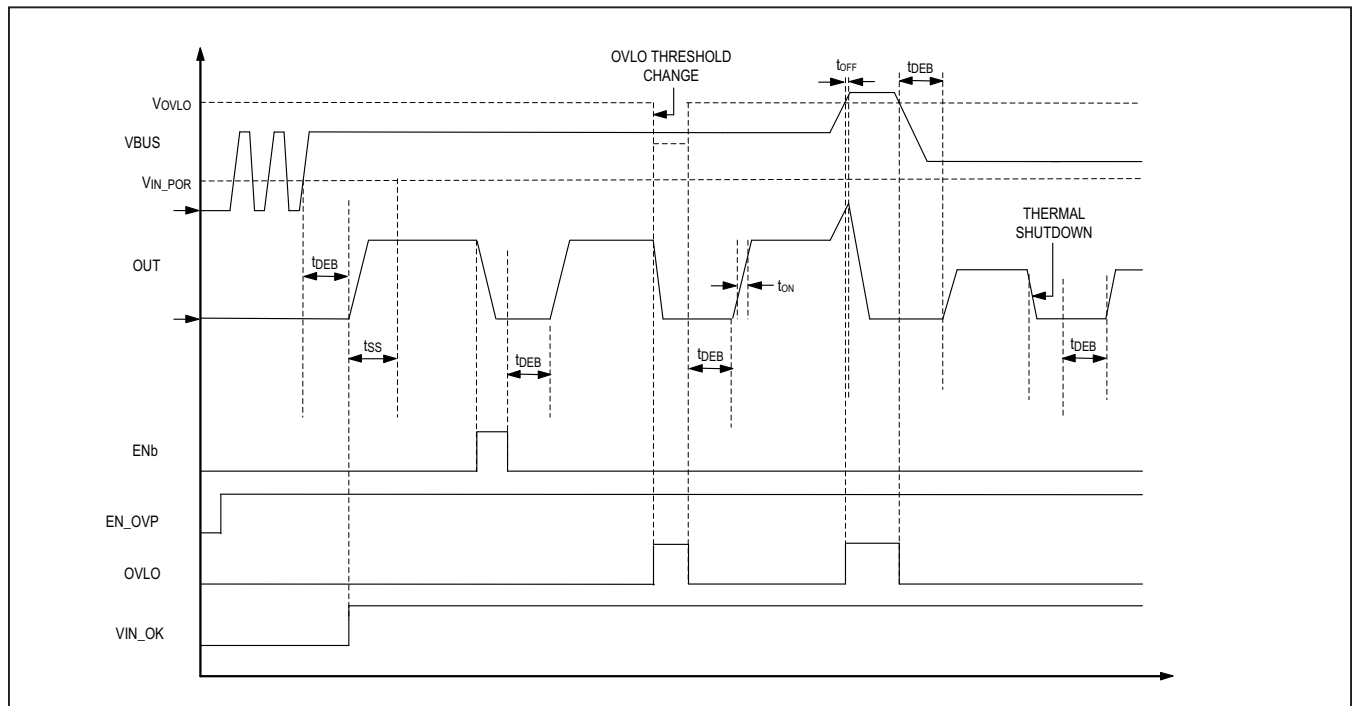 OVLO THRESHOLD
CHANGE
tOFF
tDEB
VOVLO
VBUS
VIN_POR
THERMAL
SHUTDOWN
OUT
tDEB
tON
tSS
tDEB
tDEB
tDEB
ENb
EN_OVP
OVLO
VIN_OK